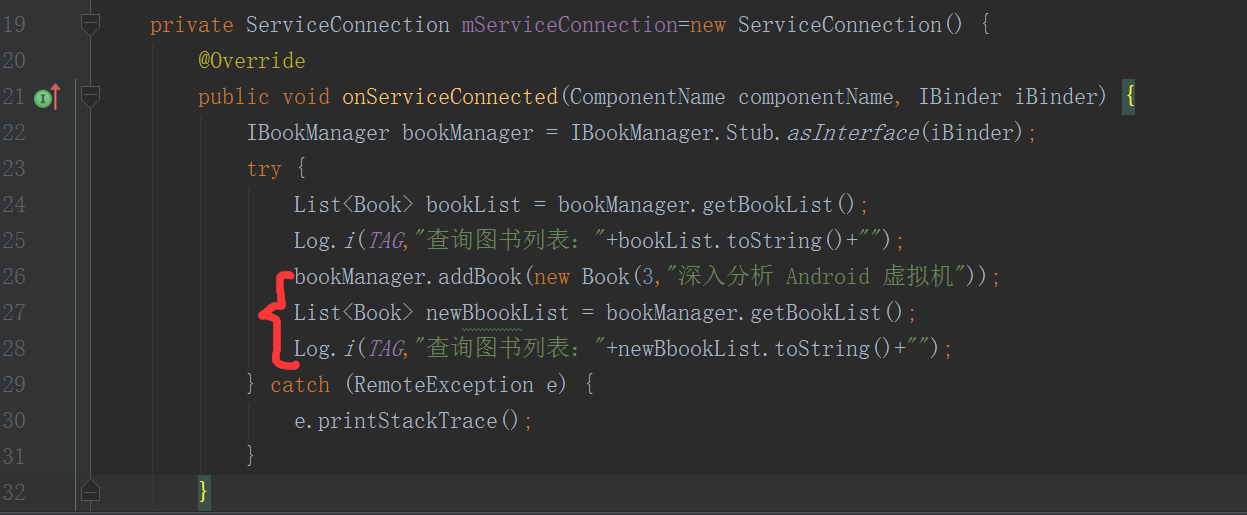 19 private ServiceConnection mServiceConnection=new ServiceConnection() {
20 @Override
21 public void onServiceConnected(ComponentName componentName, IBinder iBinder) {
22 IBookManager bookManager = IBookManager.Stub.asInterface(iBinder);
23 try {
24 List<Book> bookList = bookManager.getBookList();
25 Log.i(TAG,"查询图书列表："+bookList.toString()+"");
26 bookManager.addBook(new Book(3,"深入分析 Android 虚拟机"));
27 List<Book> newBbookList = bookManager.getBookList();
28 Log.i(TAG,"查询图书列表："+newBbookList.toString()+"");
29 } catch (RemoteException e) {
30 e.printStackTrace();
31 }
32 }